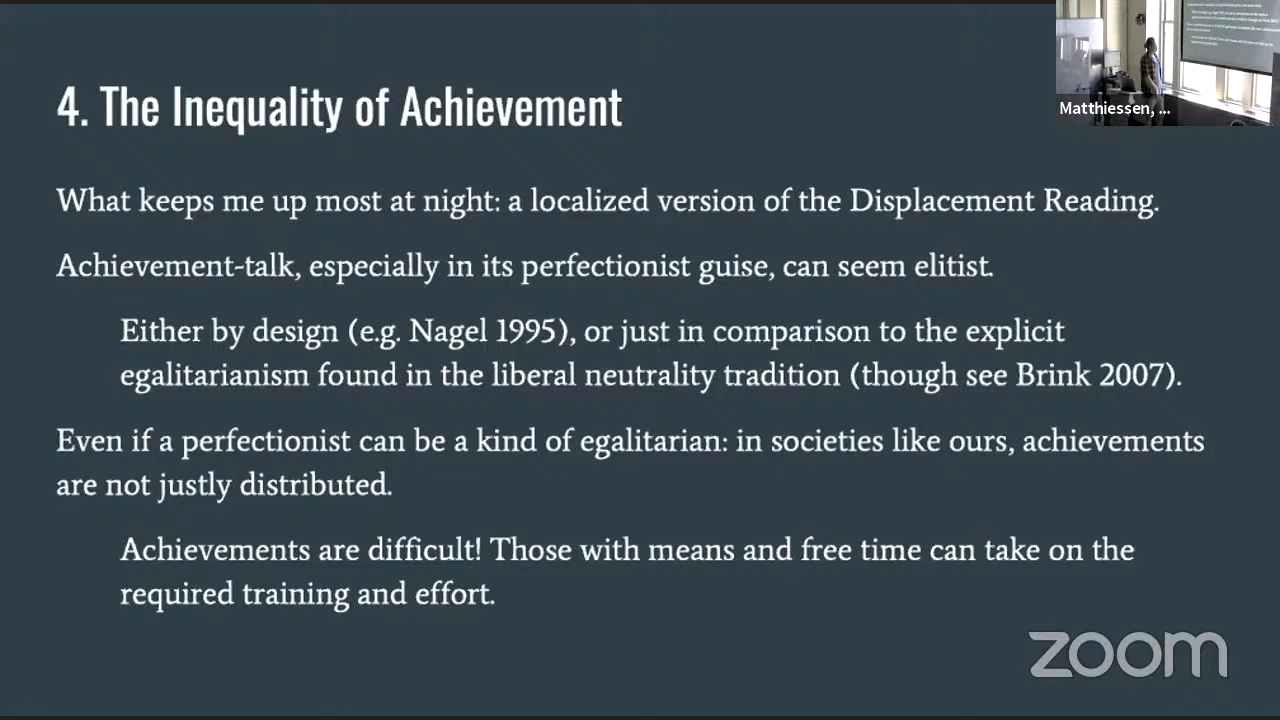 4. The Inequality of Achievement
Matthiessen, ...
What keeps me up most at night: a localized version of the Displacement Reading.
Achievement-talk, especially in its perfectionist guise, can seem elitist.
Either by design (e.g. Nagel 1995), or just in comparison to the explicit
egalitarianism found in the liberal neutrality tradition (though see Brink 2007).
Even if a perfectionist can be a kind of egalitarian: in societies like ours, achievements
are not justly distributed.
Achievements are difficult! Those with means and free time can take on the
required training and effort.
zoom